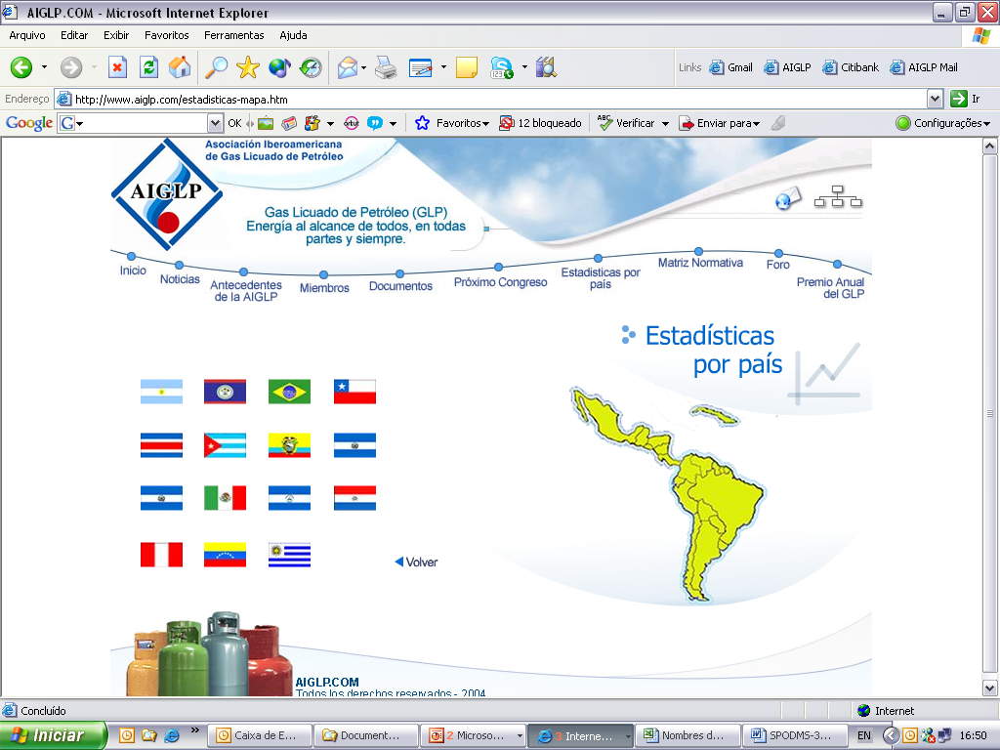 AIGLP.COM - Microsoft Internet Explorer
Arquivo Editar Exibir Favoritos Ferramentas Ajuda
Links Gmail AIGLP Citibank AIGLP Mail
Endereço http://www.aiglp.com/estadisticas-mapa.htm Ir
Google G OK Favoritos 12 bloqueado ABC Verificar Enviar para Configurações
Asociación Iberoamericana
de Gas Licuado de Petróleo
AIGLP
Gas Licuado de Petróleo (GLP)
Energía al alcance de todos, en todas
partes y siempre.
Inicio
Noticias
Antecedentes
de la AIGLP
Miembros
Documentos
Próximo Congreso
Estadisticas por
país
Matriz Normativa
Foro
Premio Anual
del GLP
Estadísticas
por país
Volver
AIGLP.COM
Todos los derechos reservados - 2004
Concluído Internet
Iniciar Caixa de E... Document... 2 Microso... 3 Interne... Nombres d... SPODMS-3... EN 16:50